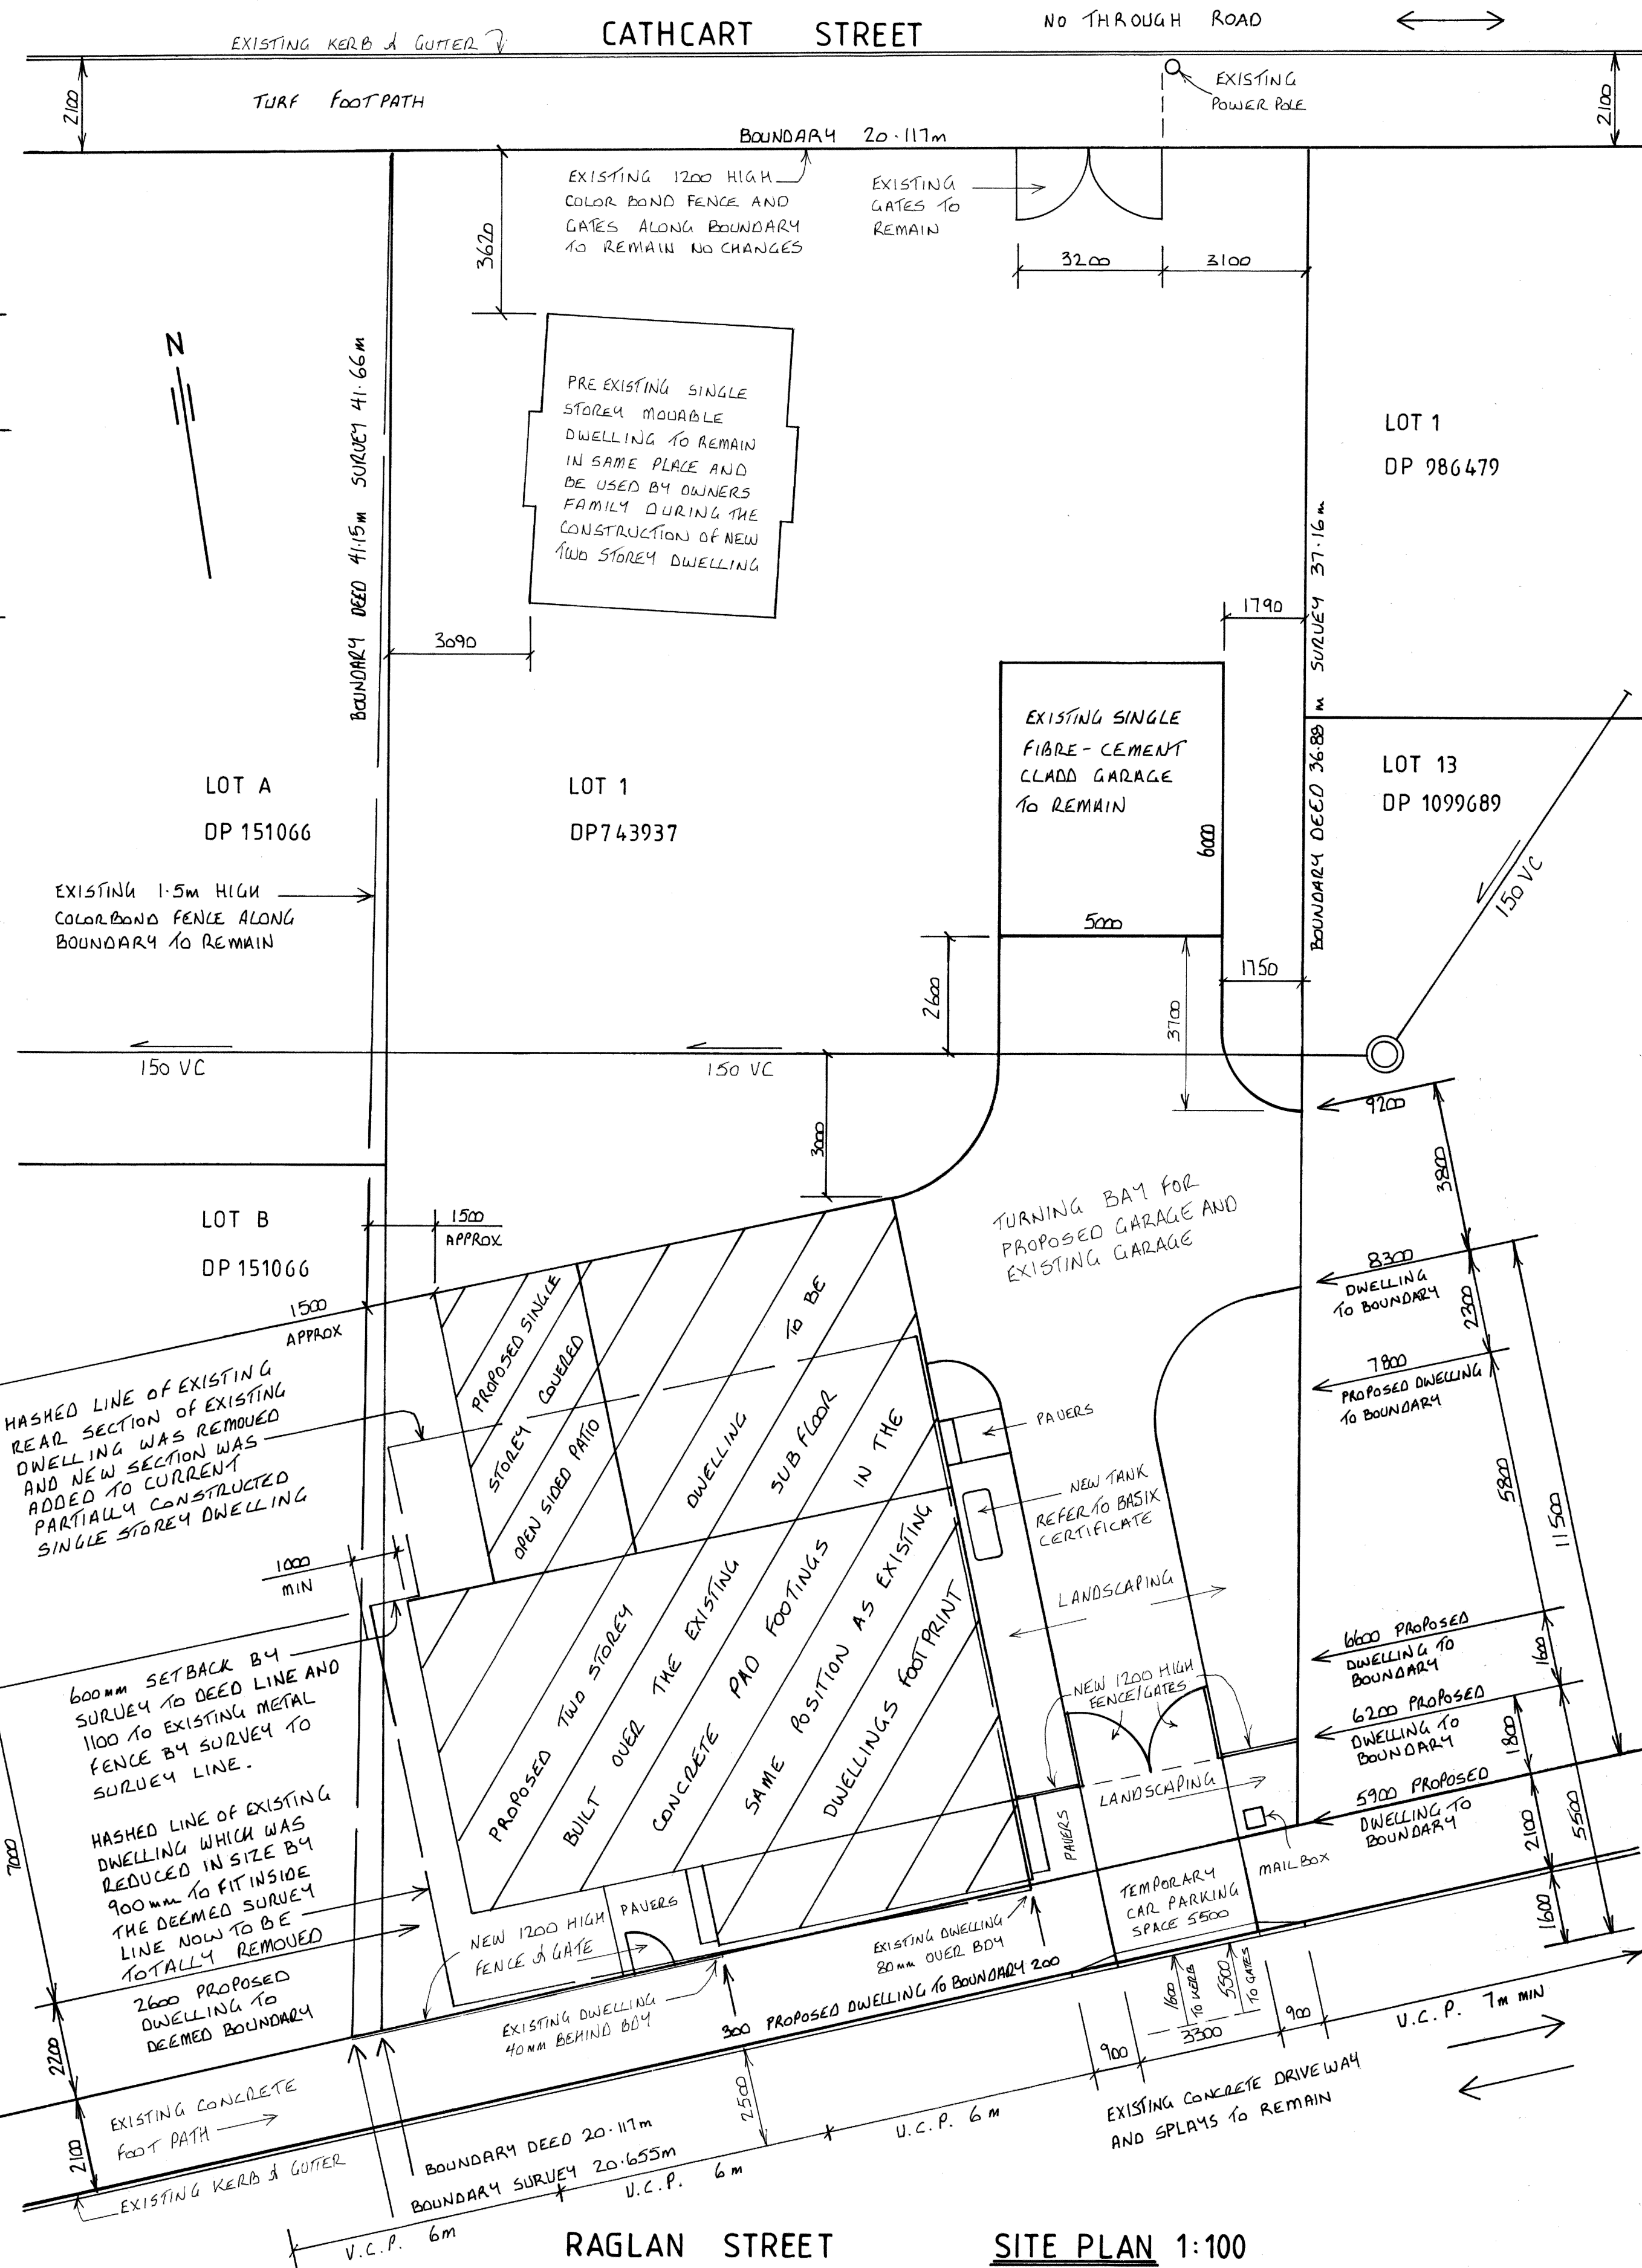 CATHCART STREET
NO THROUGH ROAD
EXISTING KERB & GUTTER
2100
TURF FOOTPATH
EXISTING
POWER POLE
2100
BOUNDARY 20.117m
EXISTING 1200 HIGH
COLOR BOND FENCE AND
GATES ALONG BOUNDARY
TO REMAIN NO CHANGES
EXISTING
GATES TO
REMAIN
3620
3200
3100
N
BOUNDARY DEED 41.15m SURVEY 41.66m
PRE EXISTING SINGLE
STOREY MOVABLE
DWELLING TO REMAIN
IN SAME PLACE AND
BE USED BY OWNERS
FAMILY DURING THE
CONSTRUCTION OF NEW
TWO STOREY DWELLING
LOT 1
DP 986479
BOUNDARY DEED 36.88 m SURVEY 37.16m
3090
1790
EXISTING SINGLE
FIBRE-CEMENT
CLADD GARAGE
TO REMAIN
6000
5000
LOT A
DP 151066
LOT 1
DP743937
LOT 13
DP 1099689
150 VC
EXISTING 1.5m HIGH
COLORBOND FENCE ALONG
BOUNDARY TO REMAIN
2600
1750
3700
150 VC
150 VC
3000
9200
3800
LOT B
DP 151066
1500
APPROX
1500
APPROX
TURNING BAY FOR
PROPOSED GARAGE AND
EXISTING GARAGE
8300
DWELLING
TO BOUNDARY
2300
7800
PROPOSED DWELLING
TO BOUNDARY
5800
11500
HASHED LINE OF EXISTING
REAR SECTION OF EXISTING
DWELLING WAS REMOVED
AND NEW SECTION WAS
ADDED TO CURRENT
PARTIALLY CONSTRUCTED
SINGLE STOREY DWELLING
PROPOSED SINGLE
STOREY COVERED
OPEN SIDED PATIO
PROPOSED TWO STOREY DWELLING TO BE
BUILT OVER THE EXISTING SUB FLOOR
CONCRETE PAD FOOTINGS IN THE
SAME POSITION AS EXISTING
DWELLINGS FOOTPRINT
PAVERS
NEW TANK
REFER TO BASIX
CERTIFICATE
LANDSCAPING
1000
MIN
600mm SETBACK BY
SURVEY TO DEED LINE AND
1100 TO EXISTING METAL
FENCE BY SURVEY TO
SURVEY LINE.
NEW 1200 HIGH
FENCE/GATES
6600 PROPOSED
DWELLING TO
BOUNDARY
1600
6200 PROPOSED
DWELLING TO
BOUNDARY
1800
5900 PROPOSED
DWELLING TO
BOUNDARY
2100
5500
1600
LANDSCAPING
PAVERS
MAILBOX
TEMPORARY
CAR PARKING
SPACE 5500
7000
HASHED LINE OF EXISTING
DWELLING WHICH WAS
REDUCED IN SIZE BY
900mm TO FIT INSIDE
THE DEEMED SURVEY
LINE NOW TO BE
TOTALLY REMOVED
2600 PROPOSED
DWELLING TO
DEEMED BOUNDARY
NEW 1200 HIGH
FENCE & GATE
PAVERS
EXISTING DWELLING
OVER BDY
80mm
EXISTING DWELLING
40mm BEHIND BDY
300 PROPOSED DWELLING TO BOUNDARY 200
1600
TO KERB
5500
TO GATES
900
3300
900
V.C.P. 7m MIN
2200
2100
EXISTING CONCRETE
FOOT PATH
EXISTING KERB & GUTTER
2500
EXISTING CONCRETE DRIVEWAY
AND SPLAYS TO REMAIN
BOUNDARY DEED 20.117m
BOUNDARY SURVEY 20.655m
V.C.P. 6m
V.C.P. 6m
V.C.P. 6m
RAGLAN STREET
SITE PLAN 1:100